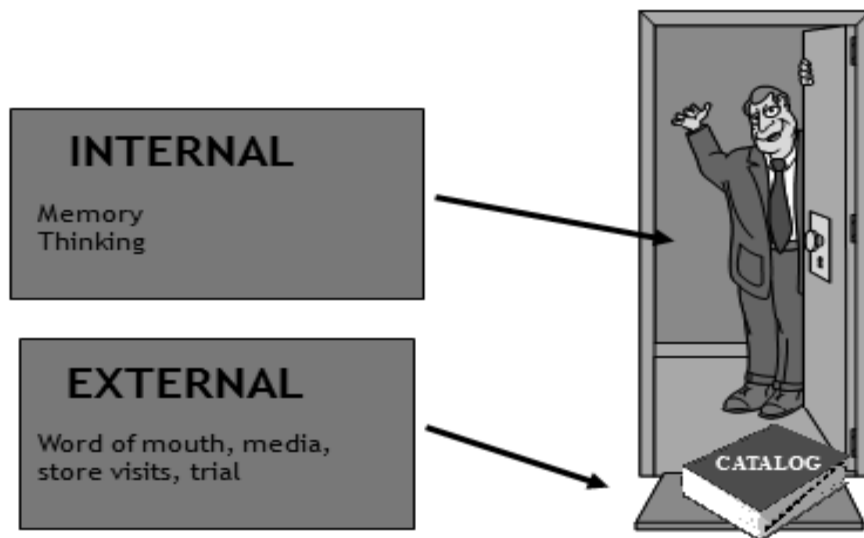 INTERNAL
Memory
Thinking
EXTERNAL
Word of mouth, media,
store visits, trial
CATALOG